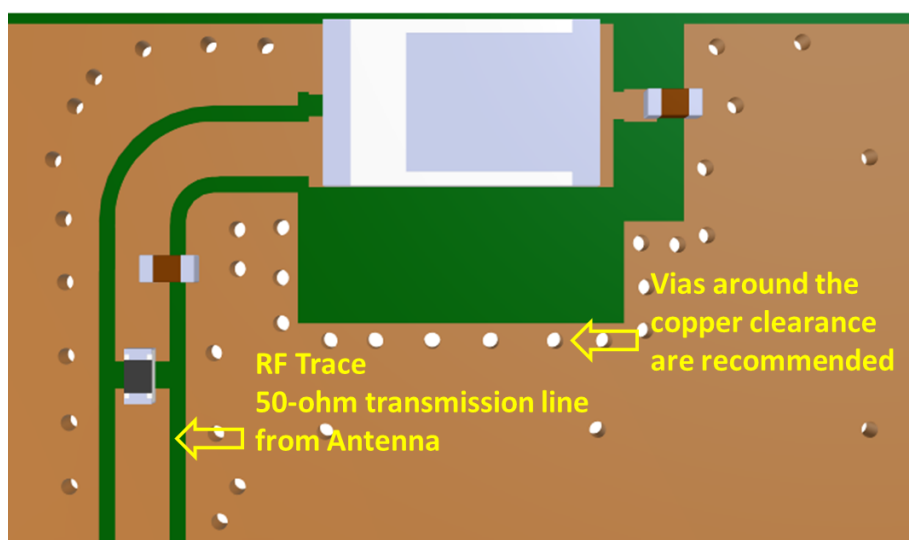 Vias around the
copper clearance
are recommended
RF Trace
50-ohm transmission line
from Antenna